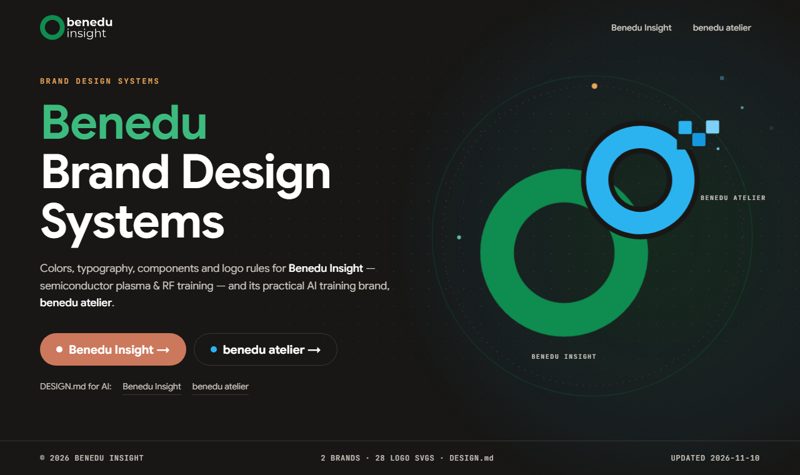 benedu
insight
Benedu Insight benedu atelier
BRAND DESIGN SYSTEMS
Benedu
Brand Design
Systems
Colors, typography, components and logo rules for Benedu Insight —
semiconductor plasma & RF training — and its practical AI training brand,
benedu atelier.
Benedu Insight → benedu atelier →
DESIGN.md for AI: Benedu Insight benedu atelier
BENEDU ATELIER
BENEDU INSIGHT
© 2026 BENEDU INSIGHT 2 BRANDS · 28 LOGO SVGS · DESIGN.md UPDATED 2026-11-10